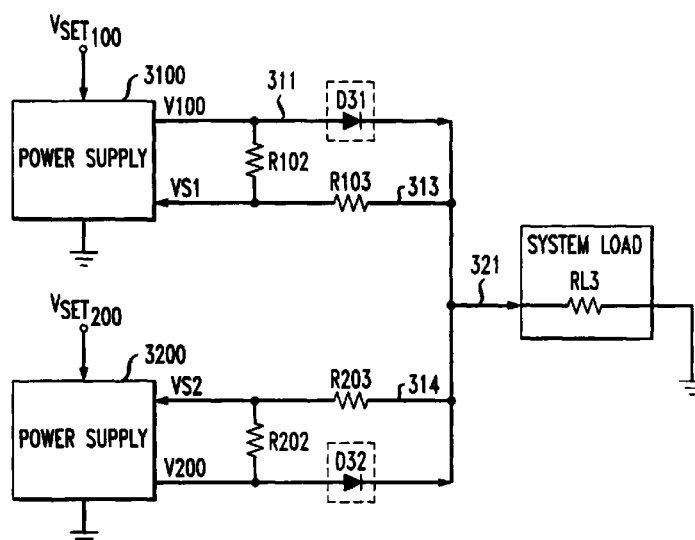 VSET100
3100
V100
311
D31
POWER SUPPLY
R102
VS1
R103
313
SYSTEM LOAD
321
RL3
VSET200
3200
VS2
R203
314
POWER SUPPLY
R202
V200
D32